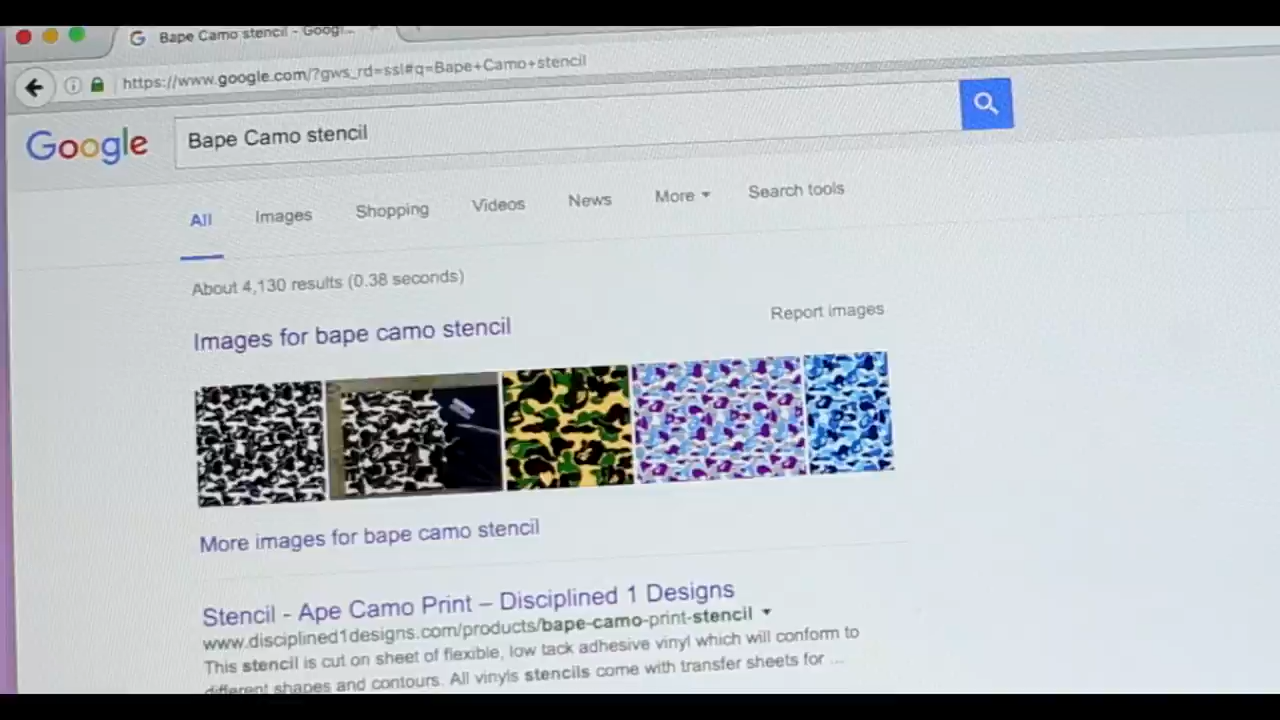 Bape Camo stencil - Googl...
https://www.google.com/?gws_rd=ssl#q=Bape+Camo+stencil
Google
Bape Camo stencil
All Images Shopping Videos News More Search tools
About 4,130 results (0.38 seconds)
Images for bape camo stencil
Report images
More images for bape camo stencil
Stencil - Ape Camo Print – Disciplined 1 Designs
www.disciplined1designs.com/products/bape-camo-print-stencil
This stencil is cut on sheet of flexible, low tack adhesive vinyl which will conform to
different shapes and contours. All vinyls stencils come with transfer sheets for ...